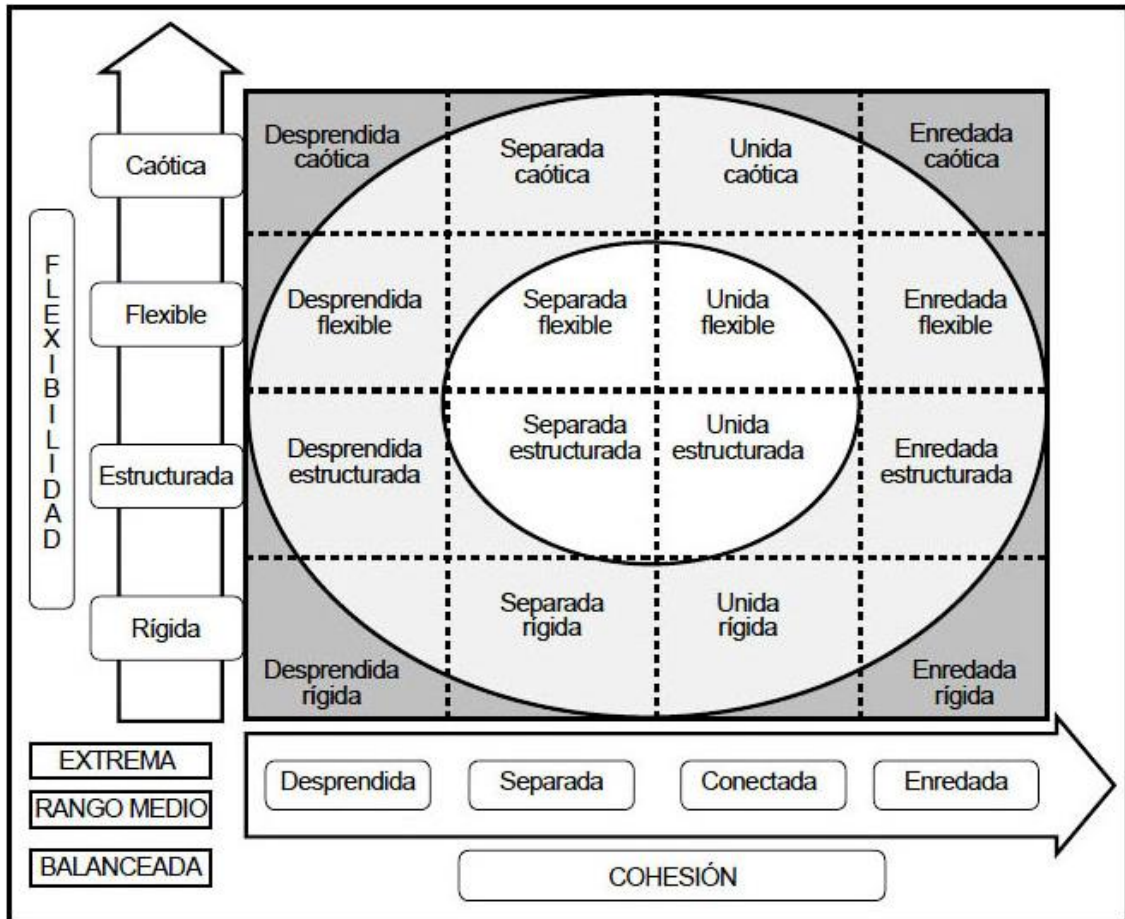 FLEXIBILIDAD
Caótica
Flexible
Estructurada
Rígida
Desprendida
caótica
Separada
caótica
Unida
caótica
Enredada
caótica
Desprendida
flexible
Separada
flexible
Unida
flexible
Enredada
flexible
Desprendida
estructurada
Separada
estructurada
Unida
estructurada
Enredada
estructurada
Desprendida
rígida
Separada
rígida
Unida
rígida
Enredada
rígida
EXTREMA
RANGO MEDIO
BALANCEADA
Desprendida
Separada
Conectada
Enredada
COHESIÓN